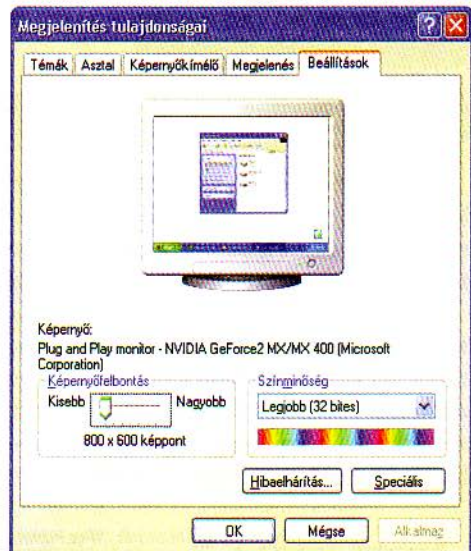 Megjelenítés tulajdonságai
Témák Asztal Képernyőkímélő Megjelenés Beállítások
Képernyő:
Plug and Play monitor - NVIDIA GeForce2 MX/MX 400 (Microsoft
Corporation)
Képernyőfelbontás
Kisebb Nagyobb
800 x 600 képpont
Színminőség
Legjobb (32 bites)
Hibaelhárítás... Speciális
OK Mégse Alkalmaz